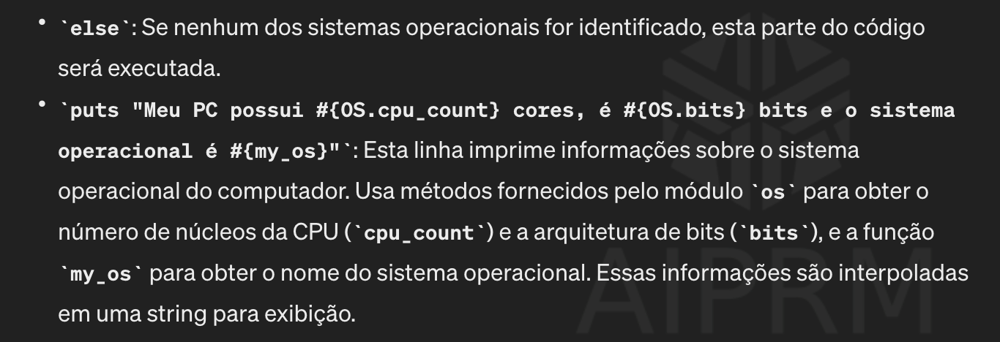 • `else`: Se nenhum dos sistemas operacionais for identificado, esta parte do código
será executada.
• `puts "Meu PC possui #{OS.cpu_count} cores, é #{OS.bits} bits e o sistema
operacional é #{my_os}"`: Esta linha imprime informações sobre o sistema
operacional do computador. Usa métodos fornecidos pelo módulo `os` para obter o
número de núcleos da CPU (`cpu_count`) e a arquitetura de bits (`bits`), e a função
`my_os` para obter o nome do sistema operacional. Essas informações são interpoladas
em uma string para exibição.
AIPRM